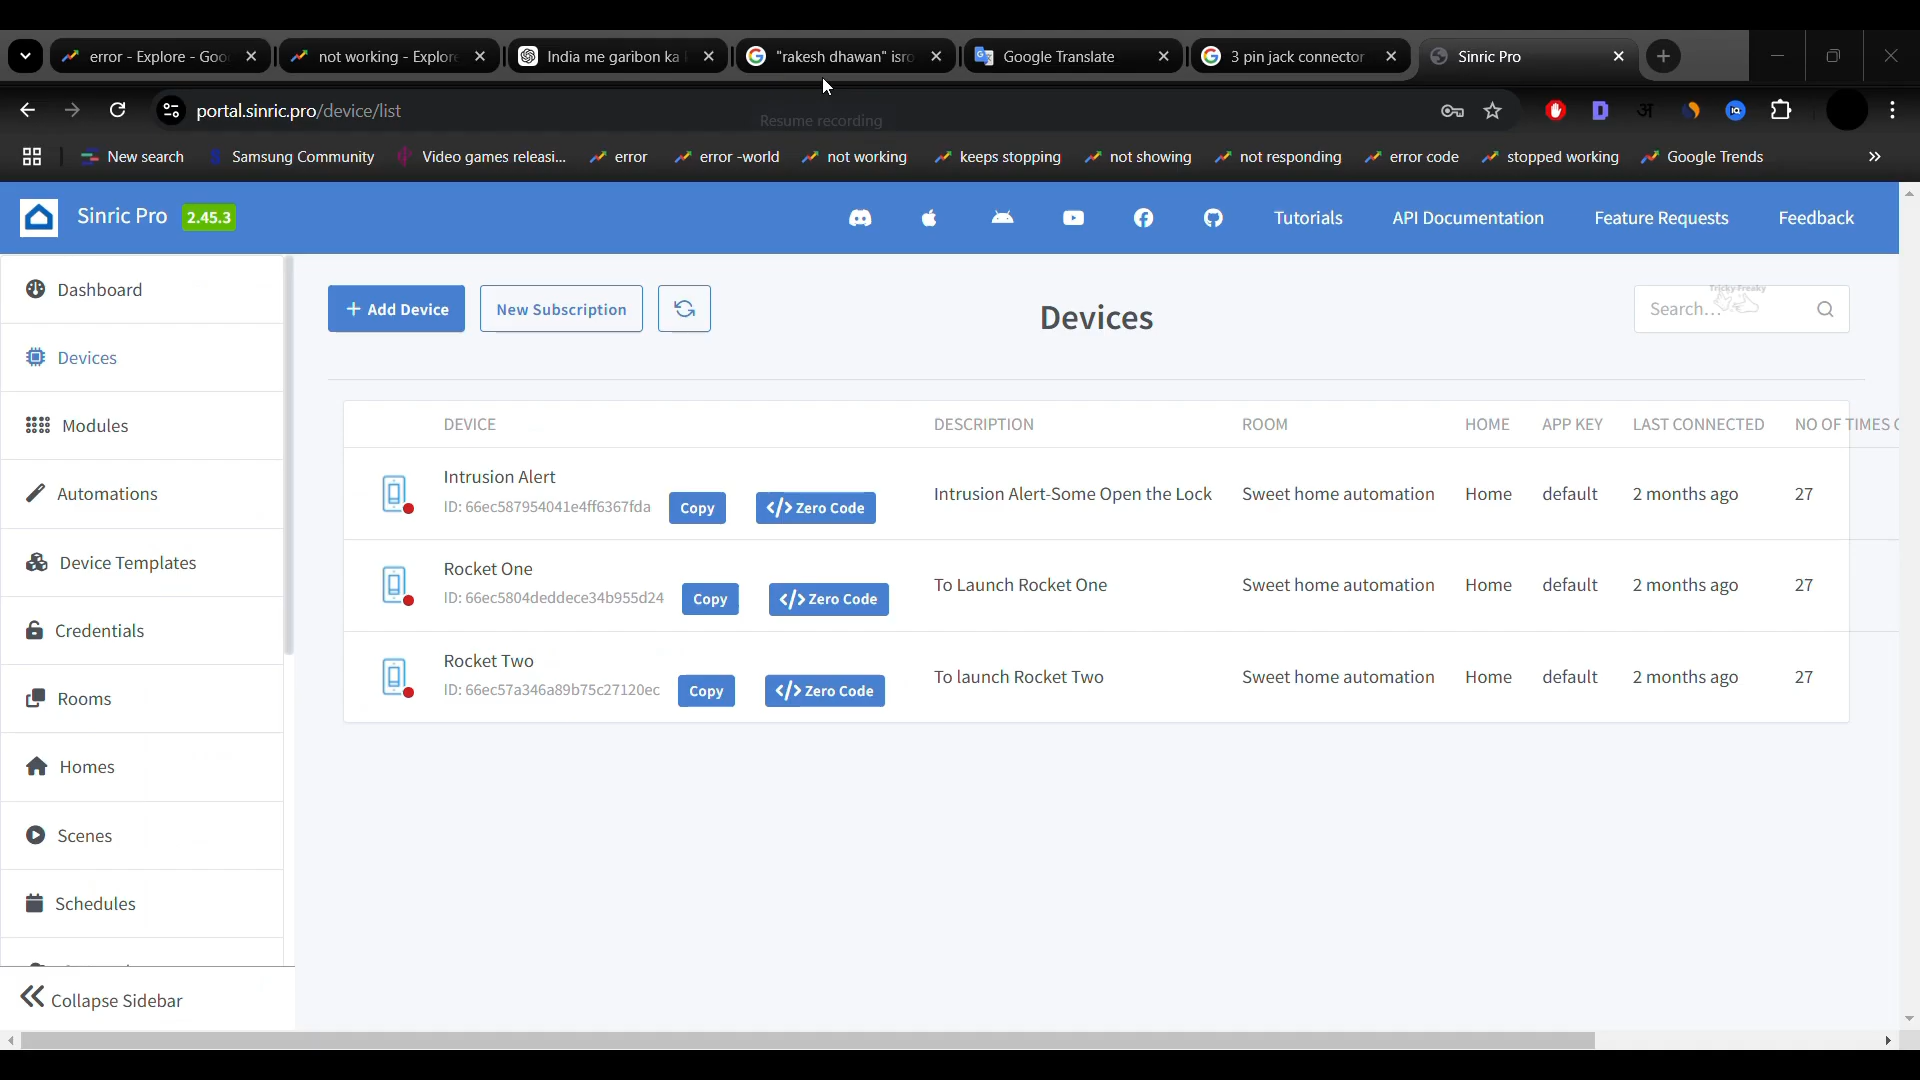 error - Explore - Goo
not working - Explore
India me garibon ka
"rakesh dhawan" isro
Google Translate
3 pin jack connector
Sinric Pro
portal.sinric.pro/device/list
Resume recording
New search
Samsung Community
Video games releasi...
error
error -world
not working
keeps stopping
not showing
not responding
error code
stopped working
Google Trends
Sinric Pro 2.45.3
Tutorials
API Documentation
Feature Requests
Feedback
Dashboard
Devices
Modules
Automations
Device Templates
Credentials
Rooms
Homes
Scenes
Schedules
Collapse Sidebar
+ Add Device
New Subscription
Devices
Search...
Tricky Freaky
DEVICE DESCRIPTION ROOM HOME APP KEY LAST CONNECTED NO OF TIMES C
Intrusion Alert
ID: 66ec587954041e4ff6367fda Copy </> Zero Code
Intrusion Alert-Some Open the Lock Sweet home automation Home default 2 months ago 27
Rocket One
ID: 66ec5804deddece34b955d24 Copy </> Zero Code
To Launch Rocket One Sweet home automation Home default 2 months ago 27
Rocket Two
ID: 66ec57a346a89b75c27120ec Copy </> Zero Code
To launch Rocket Two Sweet home automation Home default 2 months ago 27